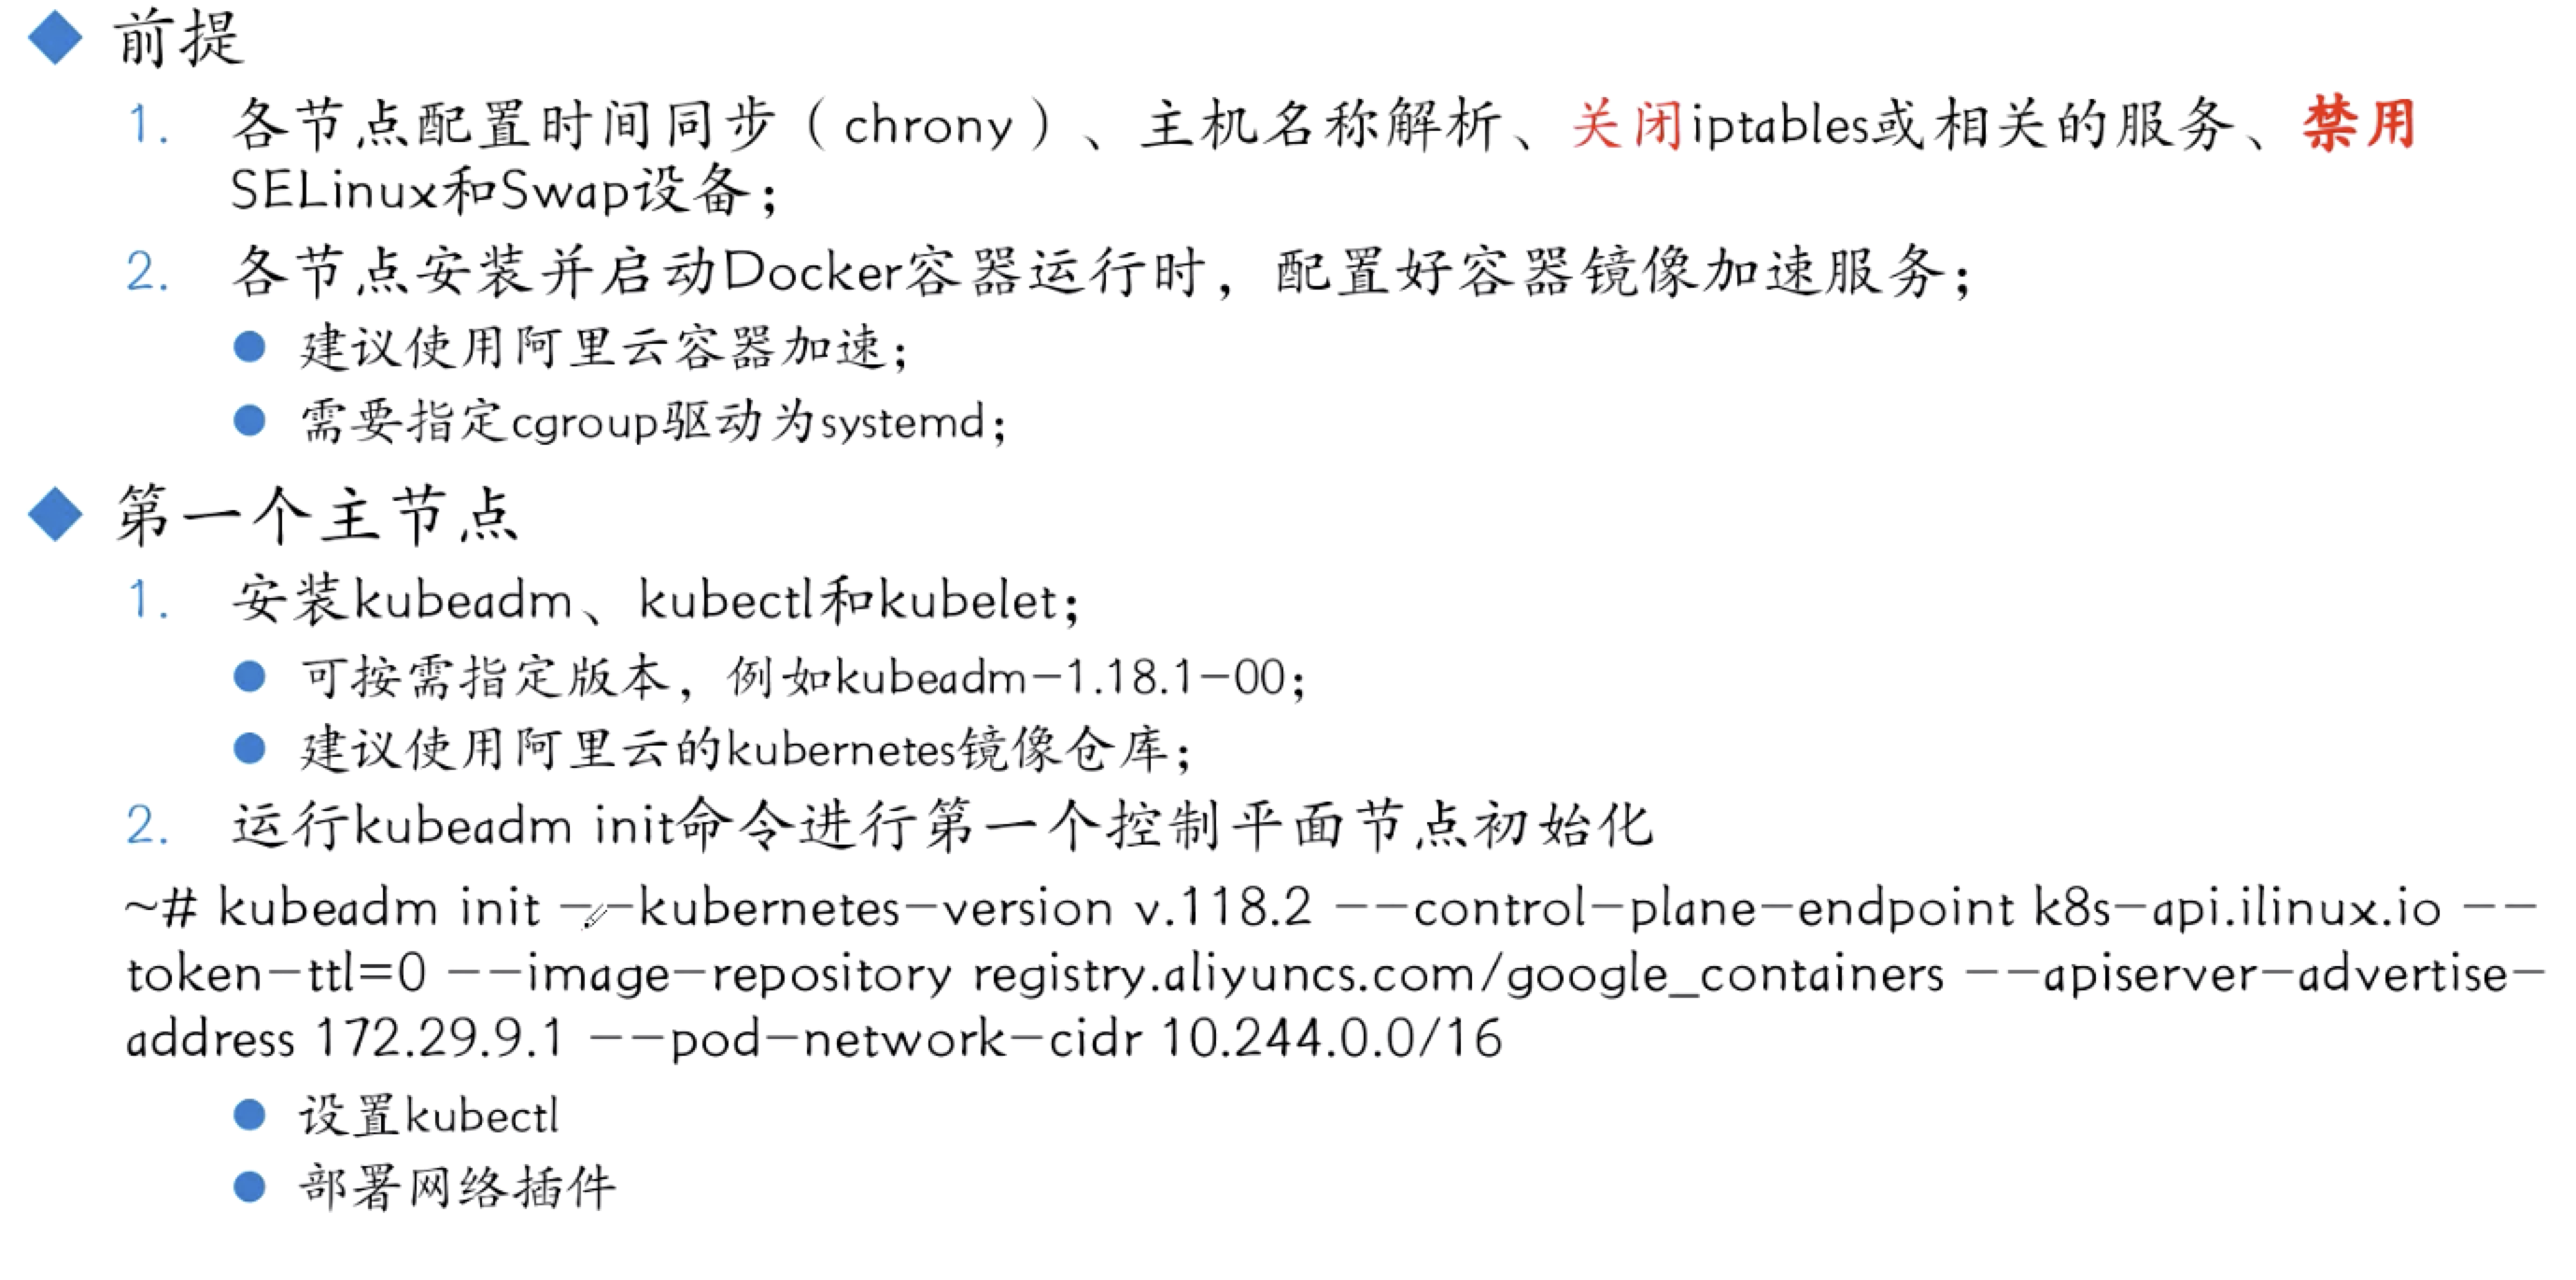 前提
1. 各节点配置时间同步（chrony）、主机名称解析、关闭iptables或相关的服务、禁用
SELinux和Swap设备；
2. 各节点安装并启动Docker容器运行时，配置好容器镜像加速服务；
建议使用阿里云容器加速；
需要指定cgroup驱动为systemd；
第一个主节点
1. 安装kubeadm、kubectl和kubelet；
可按需指定版本，例如kubeadm-1.18.1-00；
建议使用阿里云的kubernetes镜像仓库；
2. 运行kubeadm init命令进行第一个控制平面节点初始化
~# kubeadm init --kubernetes-version v.118.2 --control-plane-endpoint k8s-api.ilinux.io --
token-ttl=0 --image-repository registry.aliyuncs.com/google_containers --apiserver-advertise-
address 172.29.9.1 --pod-network-cidr 10.244.0.0/16
设置kubectl
部署网络插件